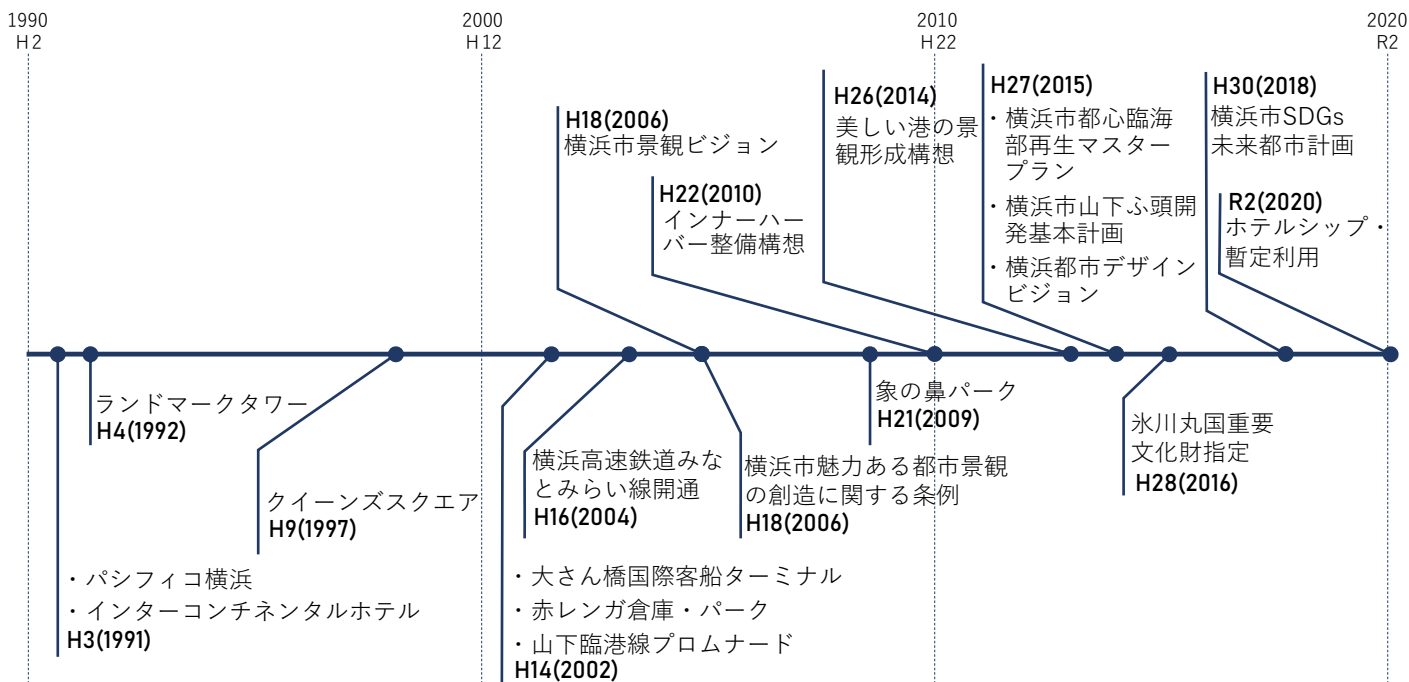 1990
H2
2000
H12
2010
H22
2020
R2
H18(2006)
横浜市景観ビジョン
H22(2010)
インナーハー
バー整備構想
H26(2014)
美しい港の景
観形成構想
H27(2015)
・横浜市都心臨海
部再生マスター
プラン
・横浜市山下ふ頭開
発基本計画
・横浜都市デザイン
ビジョン
H30(2018)
横浜市SDGs
未来都市計画
R2(2020)
ホテルシップ・
暫定利用
ランドマークタワー
H4(1992)
クイーンズスクエア
H9(1997)
・パシフィコ横浜
・インターコンチネンタルホテル
H3(1991)
横浜高速鉄道みな
とみらい線開通
H16(2004)
・大さん橋国際客船ターミナル
・赤レンガ倉庫・パーク
・山下臨港線プロムナード
H14(2002)
横浜市魅力ある都市景観
の創造に関する条例
H18(2006)
象の鼻パーク
H21(2009)
氷川丸国重要
文化財指定
H28(2016)